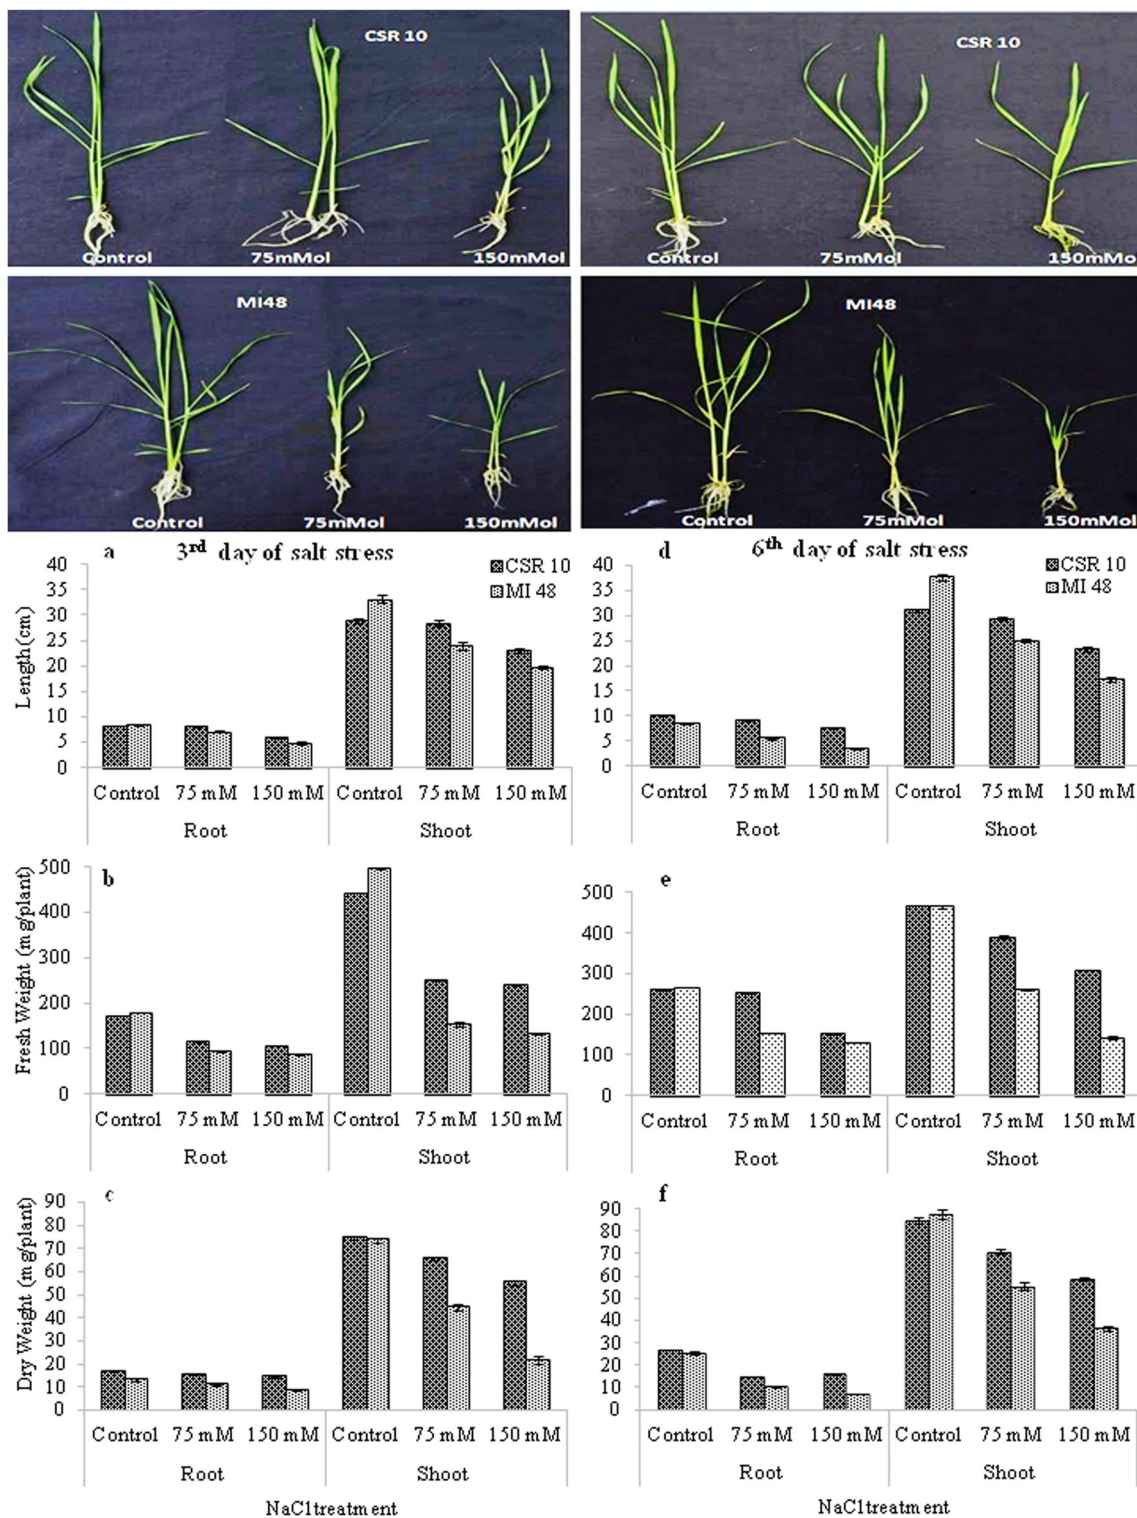 CSR 10
Control 75mMol 150mMol
CSR 10
Control 75mMol 150mMol
MI48
Control 75mMol 150mMol
MI48
Control 75mMol 150mMol
a 3rd day of salt stress
CSR 10
MI 48
Length(cm)
40
35
30
25
20
15
10
5
0
Control 75 mM 150 mM Control 75 mM 150 mM
Root Shoot
d 6th day of salt stress
CSR 10
MI 48
40
35
30
25
20
15
10
5
0
Control 75 mM 150 mM Control 75 mM 150 mM
Root Shoot
b
Fresh Weight (mg/plant)
500
400
300
200
100
0
Control 75 mM 150 mM Control 75 mM 150 mM
Root Shoot
e
500
400
300
200
100
0
Control 75 mM 150 mM Control 75 mM 150 mM
Root Shoot
c
Dry Weight (mg/plant)
90
80
70
60
50
40
30
20
10
0
Control 75 mM 150 mM Control 75 mM 150 mM
Root Shoot
NaCl treatment
f
90
80
70
60
50
40
30
20
10
0
Control 75 mM 150 mM Control 75 mM 150 mM
Root Shoot
NaCl treatment